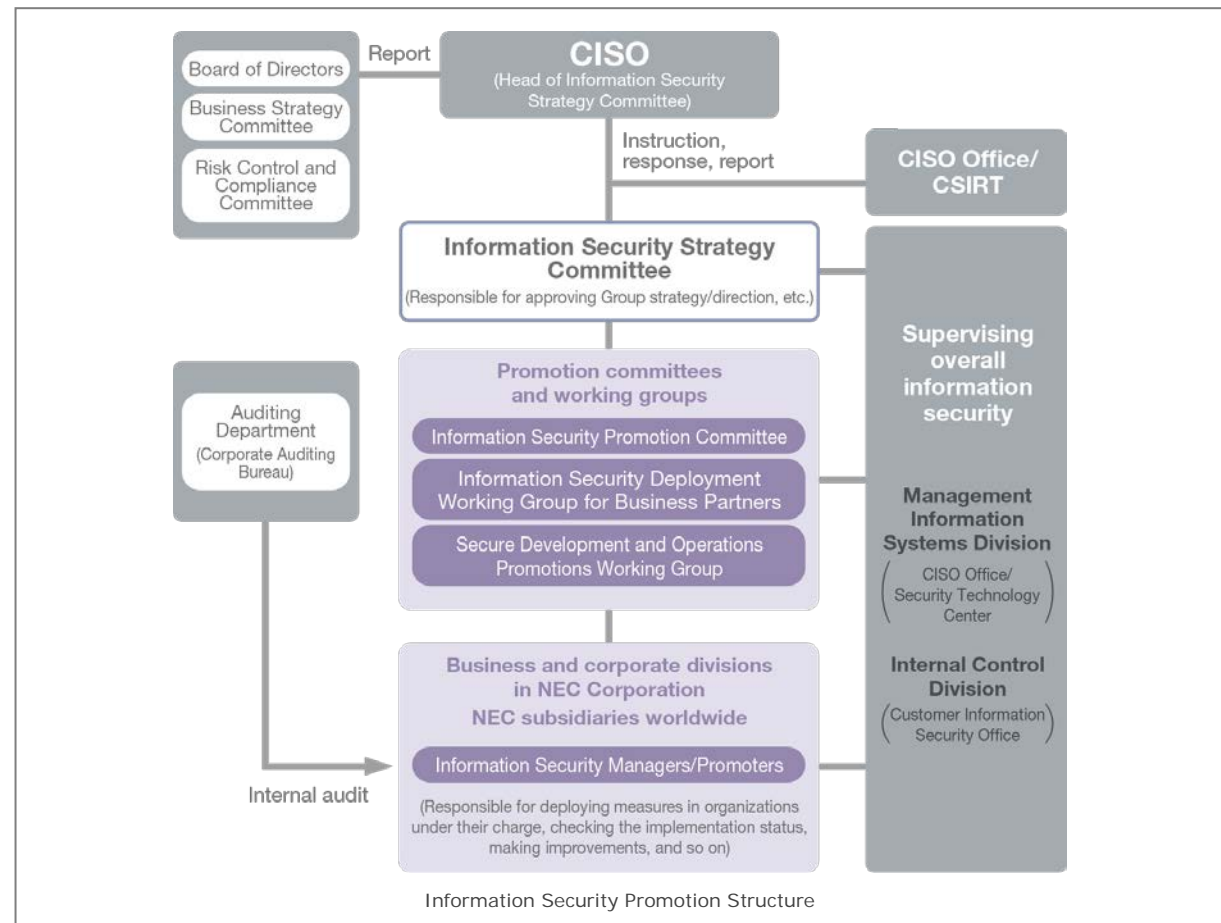 Board of Directors
Business Strategy
Committee
Risk Control and
Compliance
Committee
Report
CISO
(Head of Information Security
Strategy Committee)
Instruction,
response, report
CISO Office/
CSIRT
Information Security Strategy
Committee
(Responsible for approving Group strategy/direction, etc.)
Promotion committees
and working groups
Information Security Promotion Committee
Information Security Deployment
Working Group for Business Partners
Secure Development and Operations
Promotions Working Group
Auditing
Department
(Corporate Auditing
Bureau)
Internal audit
Business and corporate divisions
in NEC Corporation
NEC subsidiaries worldwide
Information Security Managers/Promoters
(Responsible for deploying measures in organizations
under their charge, checking the implementation status,
making improvements, and so on)
Supervising
overall
information
security
Management
Information
Systems Division
(CISO Office/
Security Technology
Center)
Internal Control
Division
(Customer Information
Security Office)
Information Security Promotion Structure